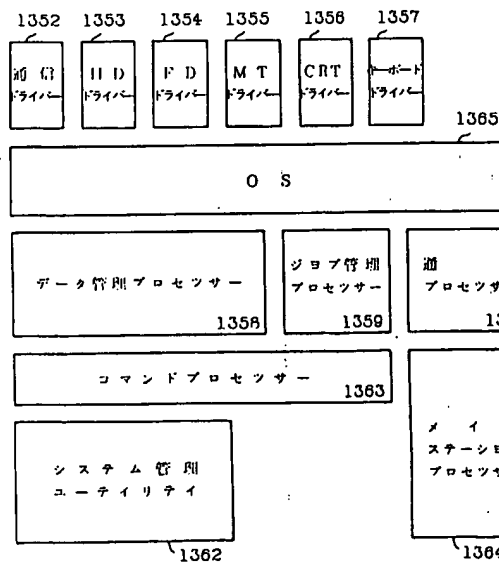 1352 1353 1354 1355 1356 1357
通信 HD FD MT CRT キーボード
ドライバー ドライバー ドライバー ドライバー ドライバー ドライバー
1365
OS
データ管理プロセッサー
1358
ジョブ管理
プロセッサー
1359
通
プロセッサ
コマンドプロセッサー
1363
システム管理
ユーティリティ
1362
メイ
ステーショ
プロセッサ
1364